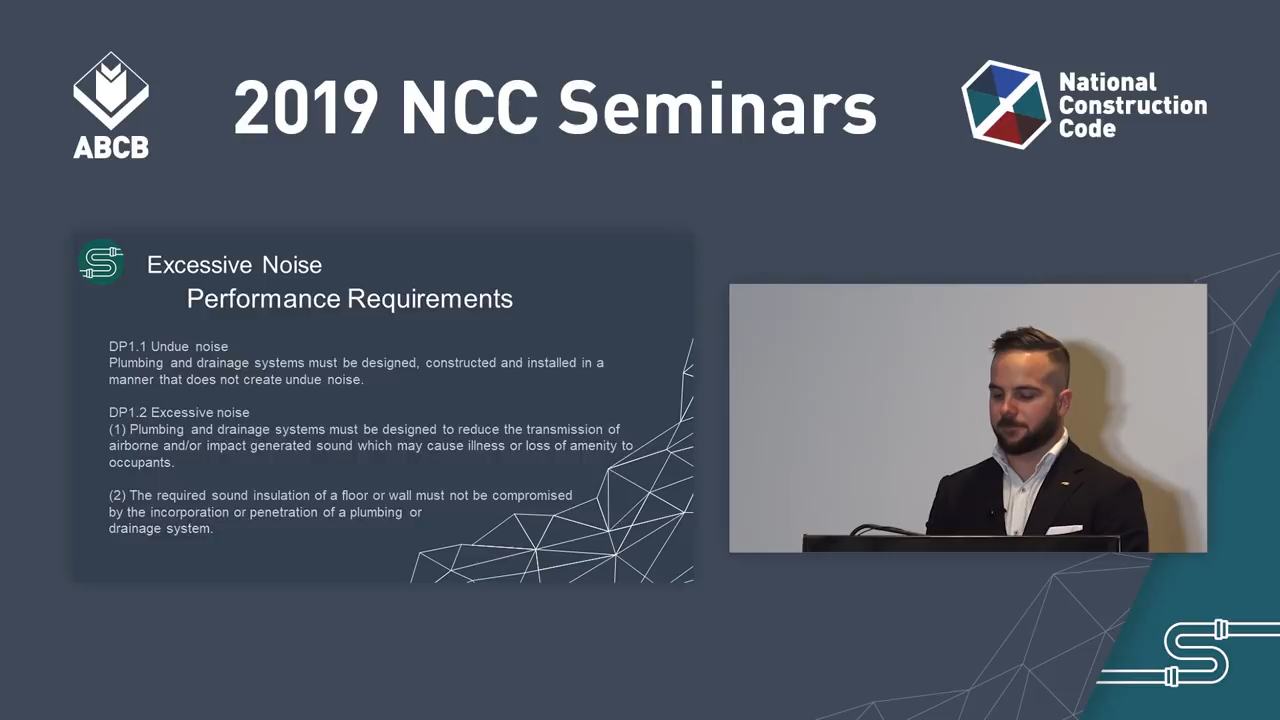 ABCB
2019 NCC Seminars
National
Construction
Code
Excessive Noise
Performance Requirements
DP1.1 Undue noise
Plumbing and drainage systems must be designed, constructed and installed in a
manner that does not create undue noise.
DP1.2 Excessive noise
(1) Plumbing and drainage systems must be designed to reduce the transmission of
airborne and/or impact generated sound which may cause illness or loss of amenity to
occupants.
(2) The required sound insulation of a floor or wall must not be compromised
by the incorporation or penetration of a plumbing or
drainage system.